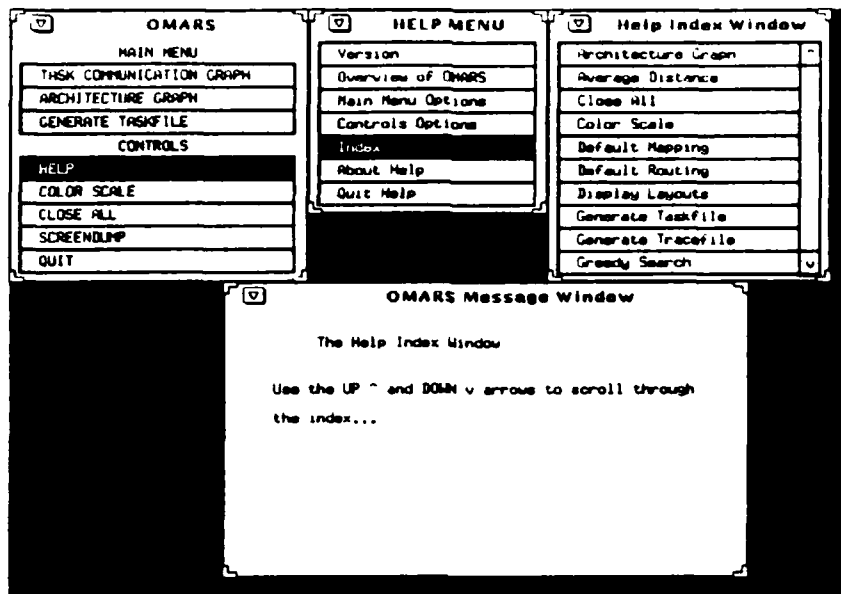 OMARS
MAIN MENU
TASK COMMUNICATION GRAPH
ARCHITECTURE GRAPH
GENERATE TASKFILE
CONTROLS
HELP
COLOR SCALE
CLOSE ALL
SCREENDUMP
QUIT
HELP MENU
Version
Overview of OMARS
Main Menu Options
Controls Options
Index
About Help
Quit Help
Help Index Window
Architecture Graph ^
Average Distance
Close All
Color Scale
Default Mapping
Default Routing
Display Layouts
Generate Taskfile
Generate Tracefile
Greedy Search v
OMARS Message Window
The Help Index Window
Use the UP ^ and DOWN v arrows to scroll through
the index...